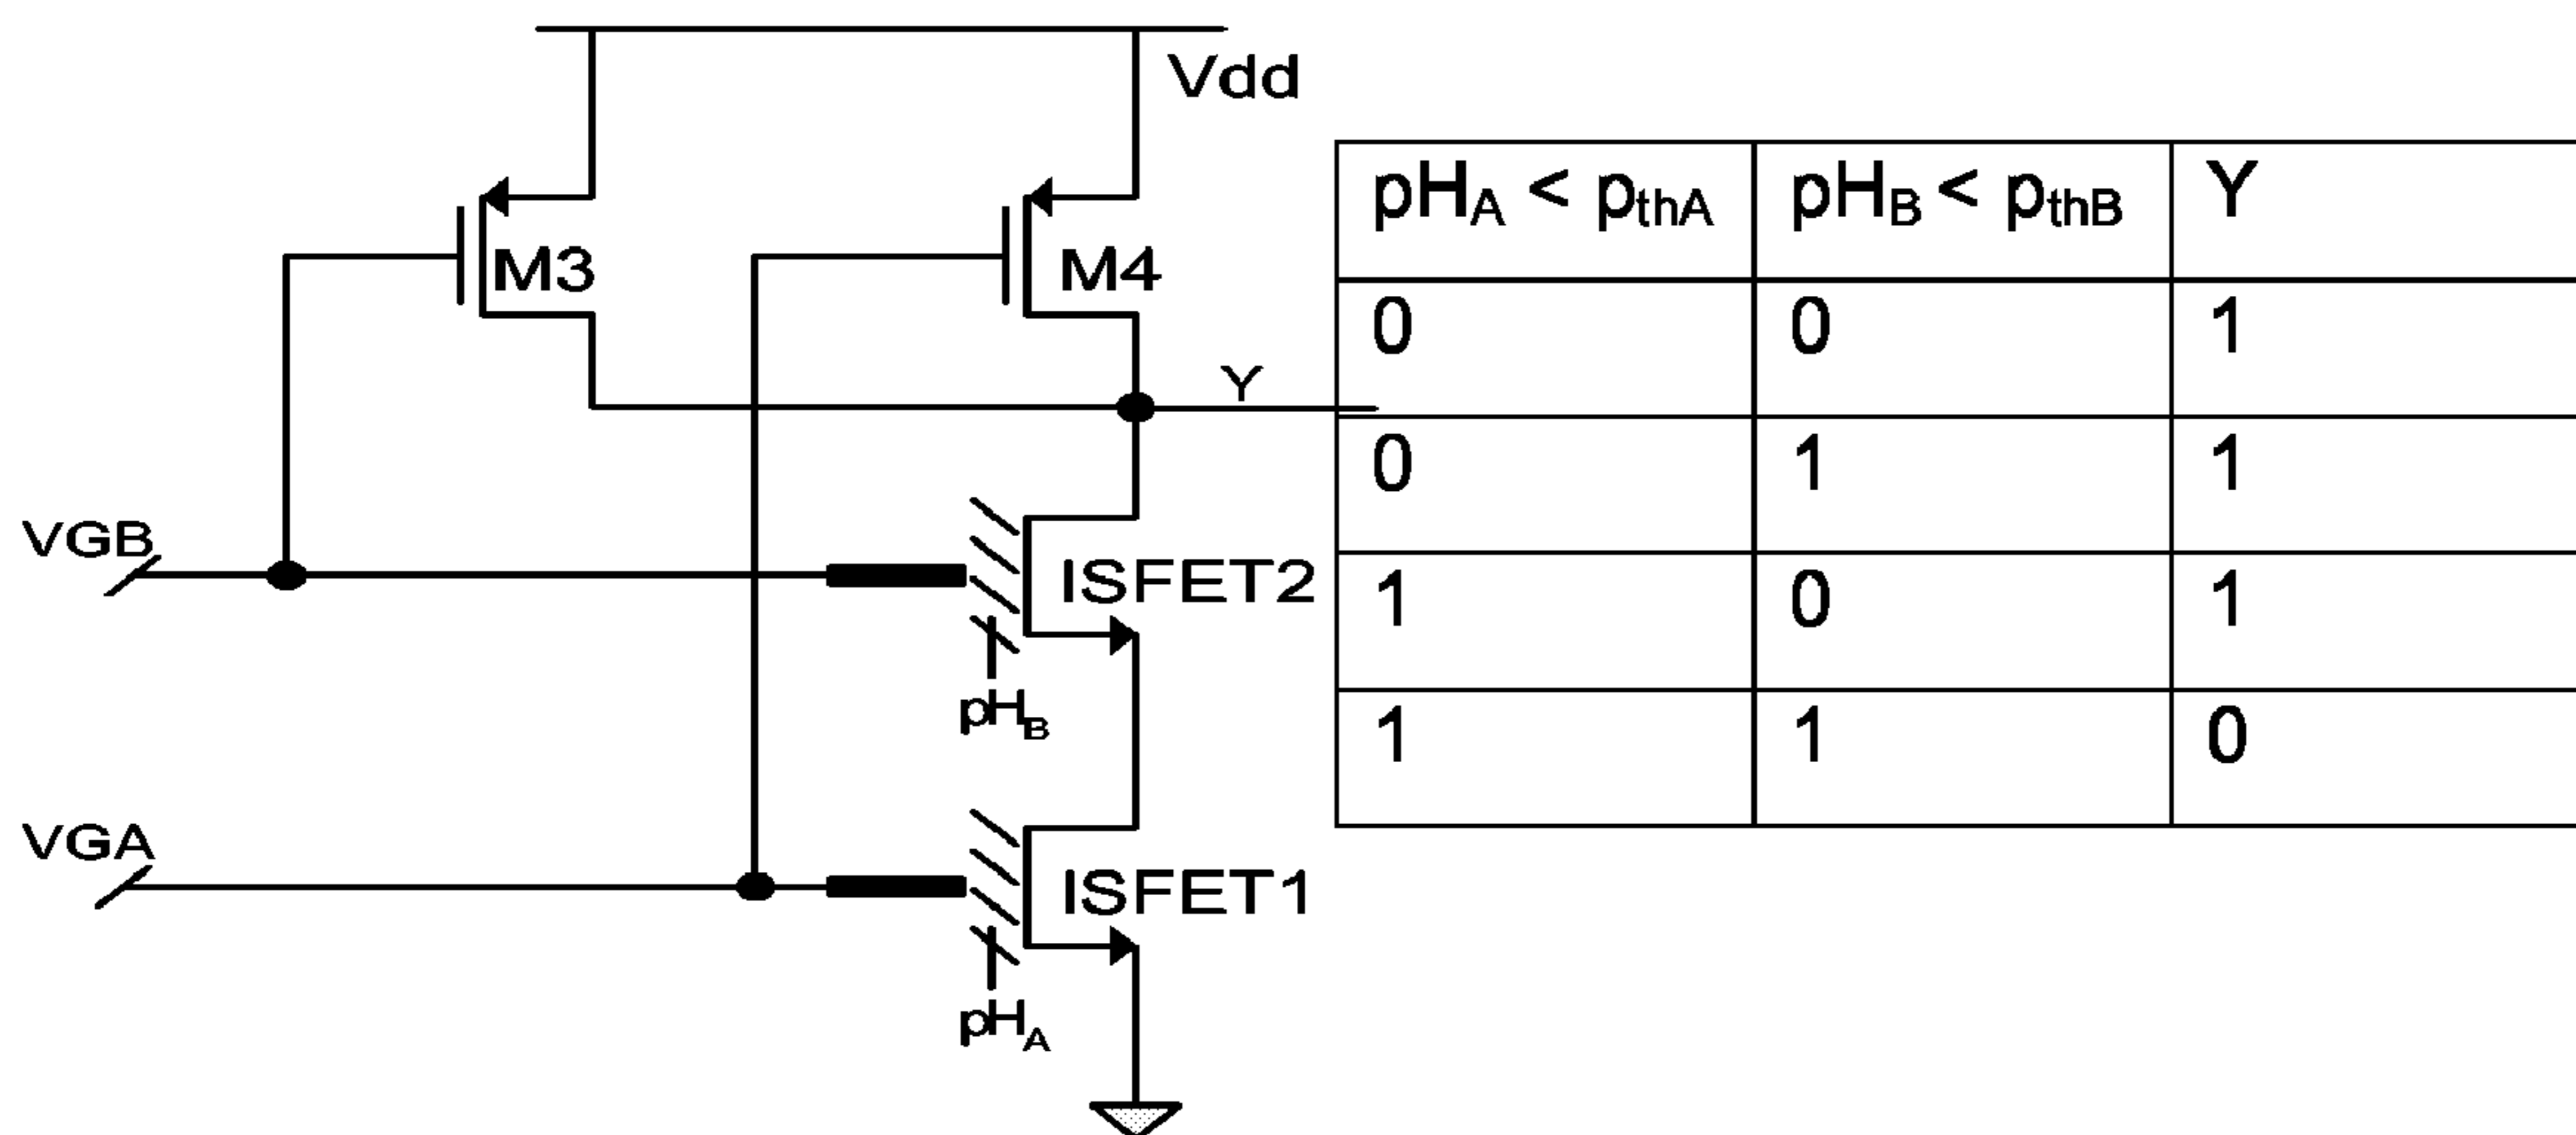 Vdd
M3
M4
Y
VGB
ISFET2
pHB
VGA
ISFET1
pHA
pHA < pthA pHB < pthB Y
0 0 1
0 1 1
1 0 1
1 1 0